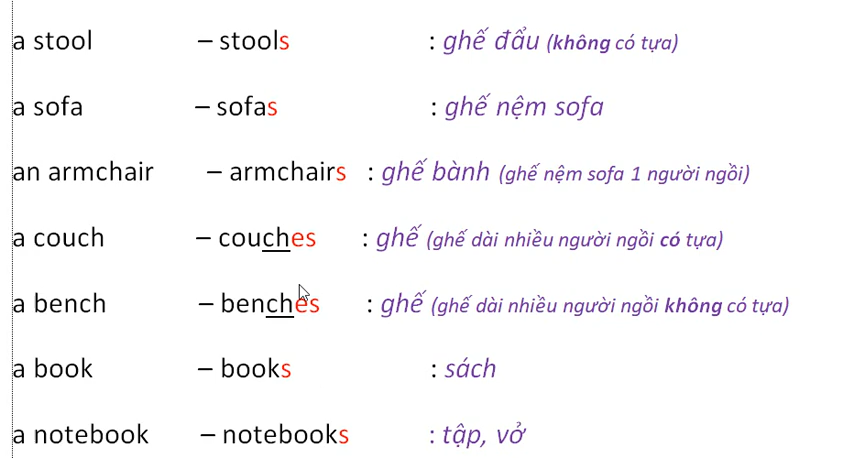 a stool – stools : ghế đẩu (không có tựa)
a sofa – sofas : ghế nệm sofa
an armchair – armchairs : ghế bành (ghế nệm sofa 1 người ngồi)
a couch – couches : ghế (ghế dài nhiều người ngồi có tựa)
a bench – benches : ghế (ghế dài nhiều người ngồi không có tựa)
a book – books : sách
a notebook – notebooks : tập, vở